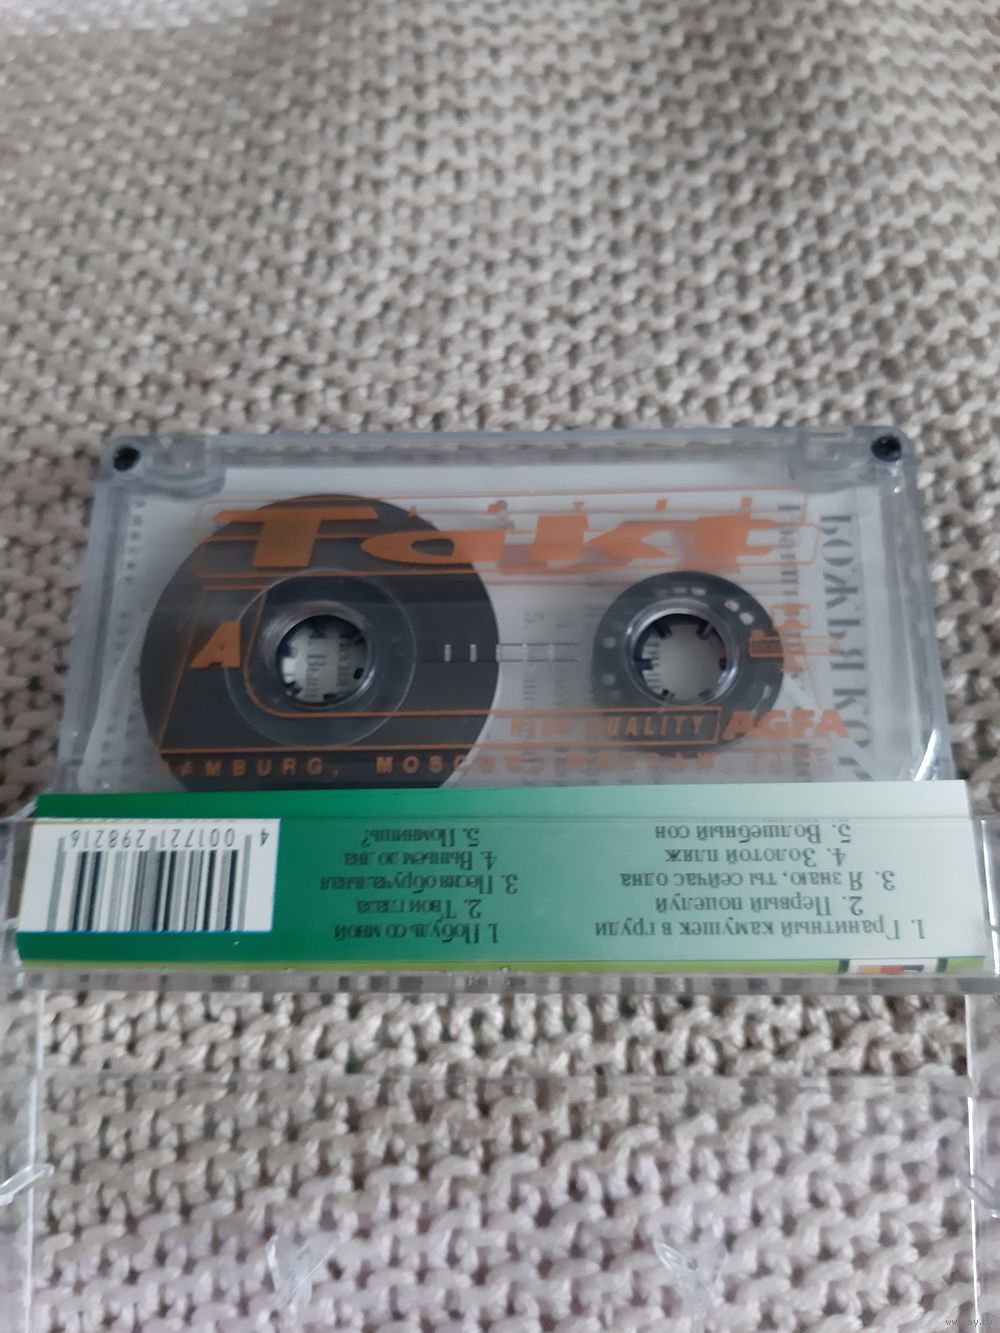 Takt
A
HIGH QUALITY AGFA
HAMBURG, MOSCOW, WARSAW
БОЖЬЯ КО
1. Гранитный камушек в груди
2. Первый поцелуй
3. Я знаю, ты сейчас одна
4. Золотой пляж
5. Волшебный сон
1. Побудь со мной
2. Твои глаза
3. Песня обручальная
4. Выпьем до дна
5. Помнишь?
4 001721 298216